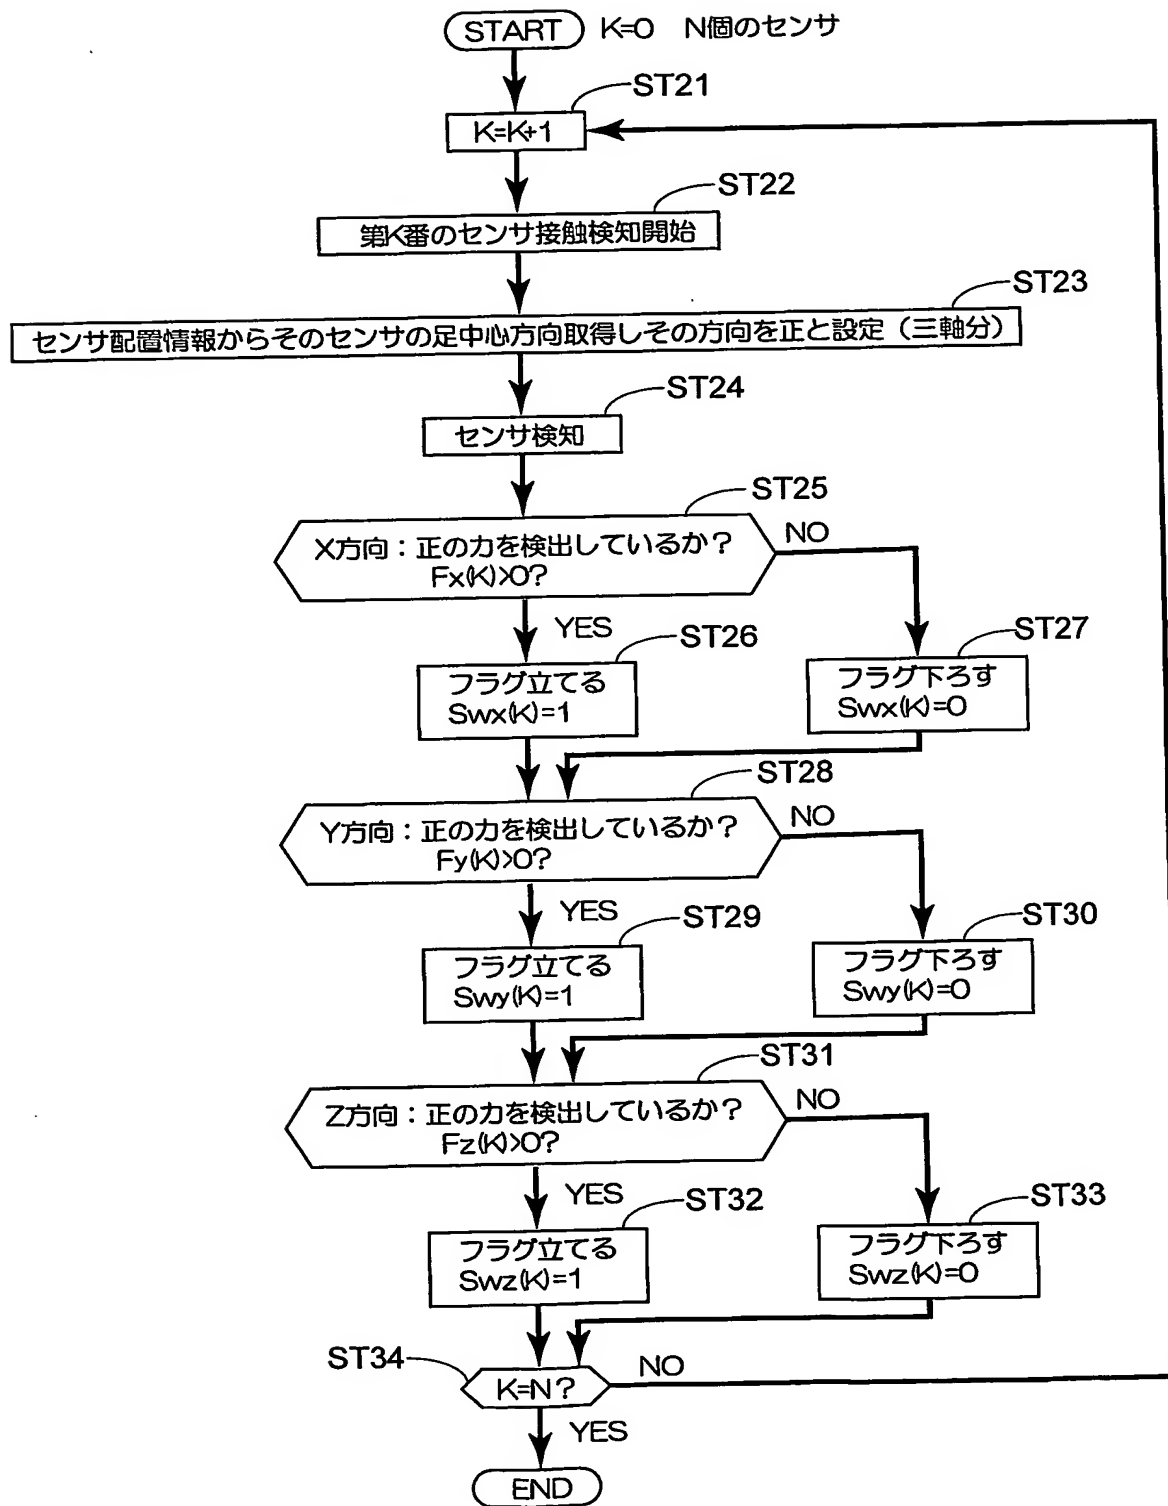 START K=0 N個のセンサ
ST21
K=K+1
ST22
第K番のセンサ接触検知開始
ST23
センサ配置情報からそのセンサの足中心方向取得しその方向を正と設定（三軸分）
ST24
センサ検知
ST25
X方向：正の力を検出しているか？
Fx(K)>0?
NO
YES
ST26
フラグ立てる
Swx(K)=1
ST27
フラグ下ろす
Swx(K)=0
ST28
Y方向：正の力を検出しているか？
Fy(K)>0?
NO
YES
ST29
フラグ立てる
Swy(K)=1
ST30
フラグ下ろす
Swy(K)=0
ST31
Z方向：正の力を検出しているか？
Fz(K)>0?
NO
YES
ST32
フラグ立てる
Swz(K)=1
ST33
フラグ下ろす
Swz(K)=0
ST34
K=N？
NO
YES
END